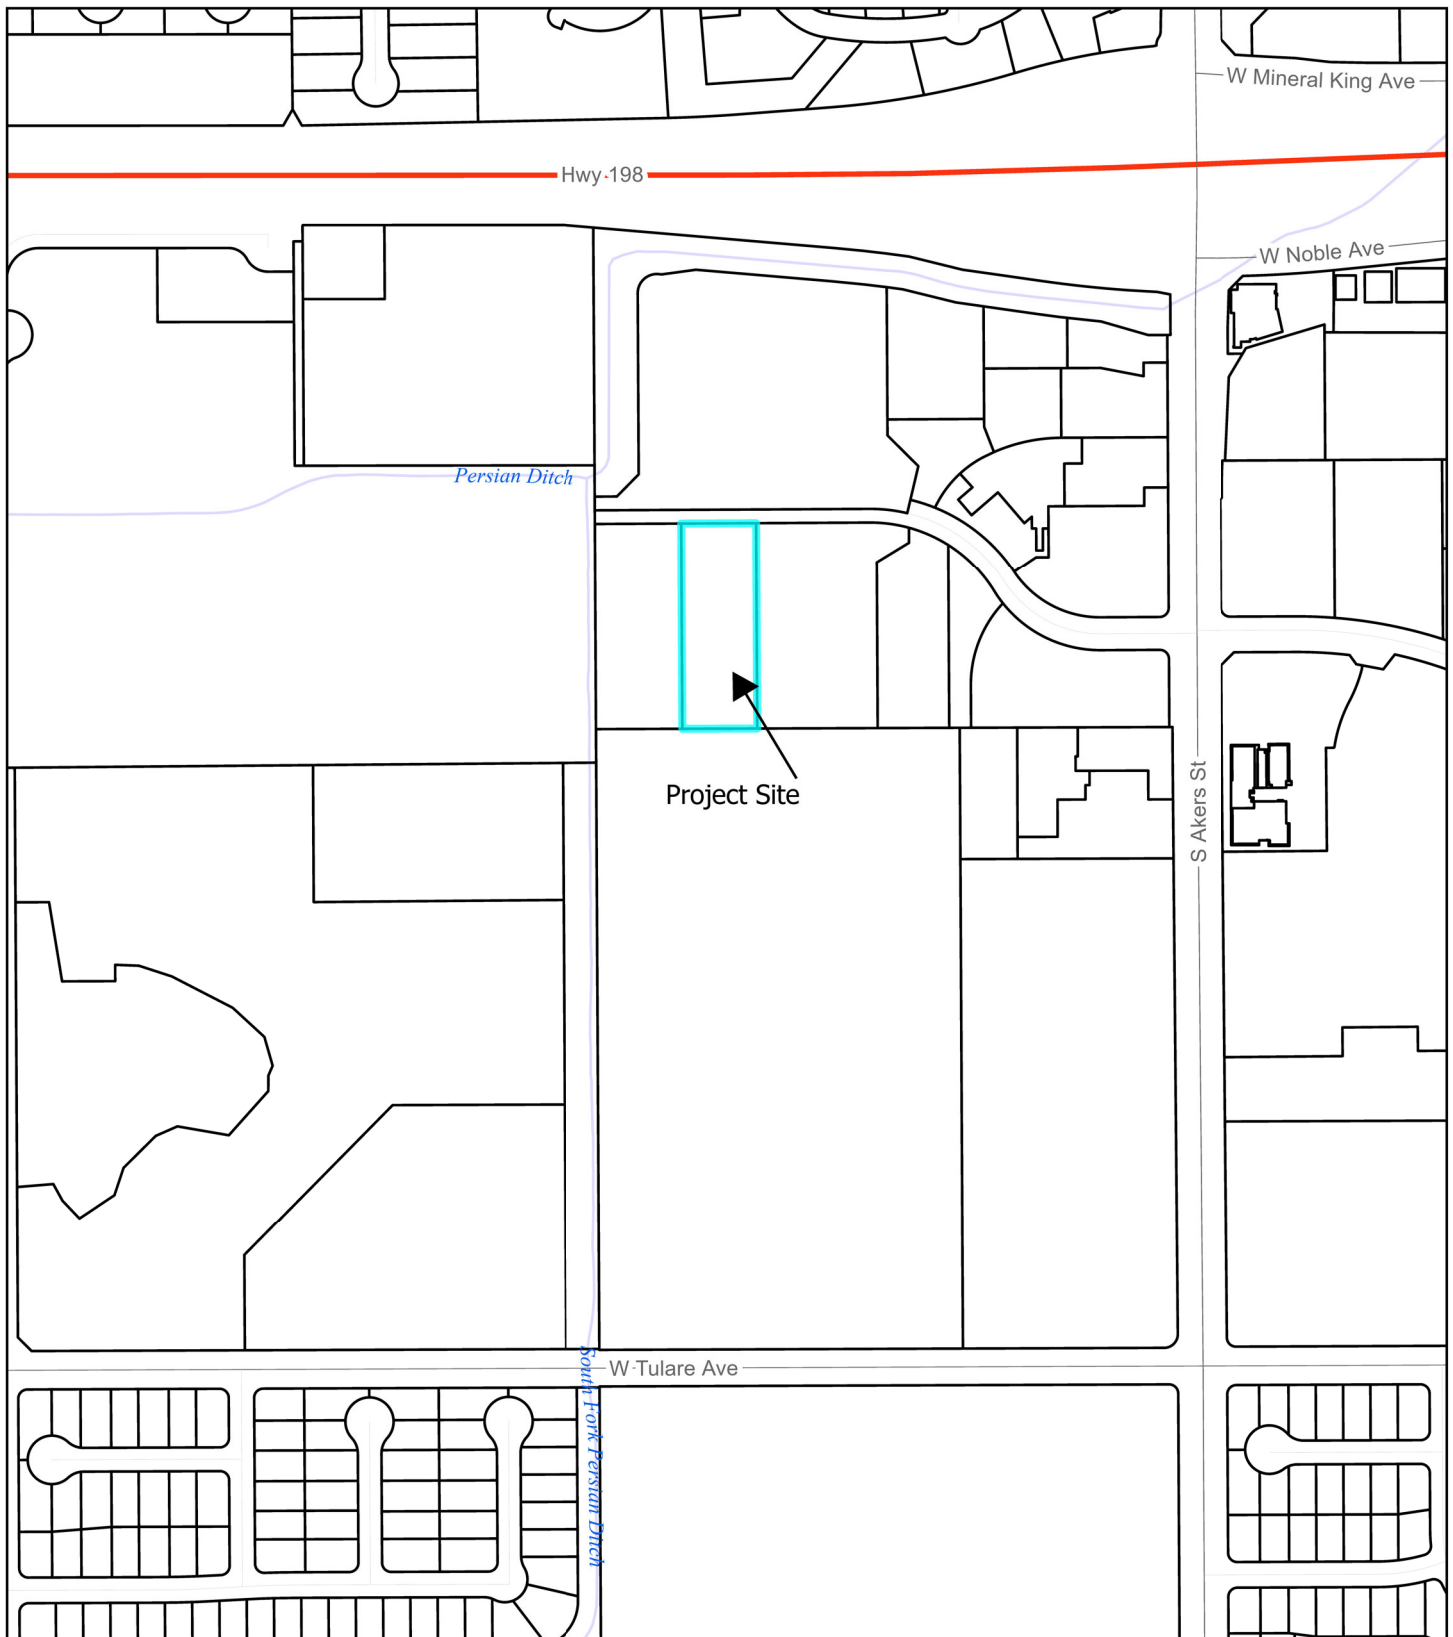 W Mineral King Ave
Hwy 198
W Noble Ave
Persian Ditch
Project Site
S Akers St
W Tulare Ave
South Fork Persian Ditch